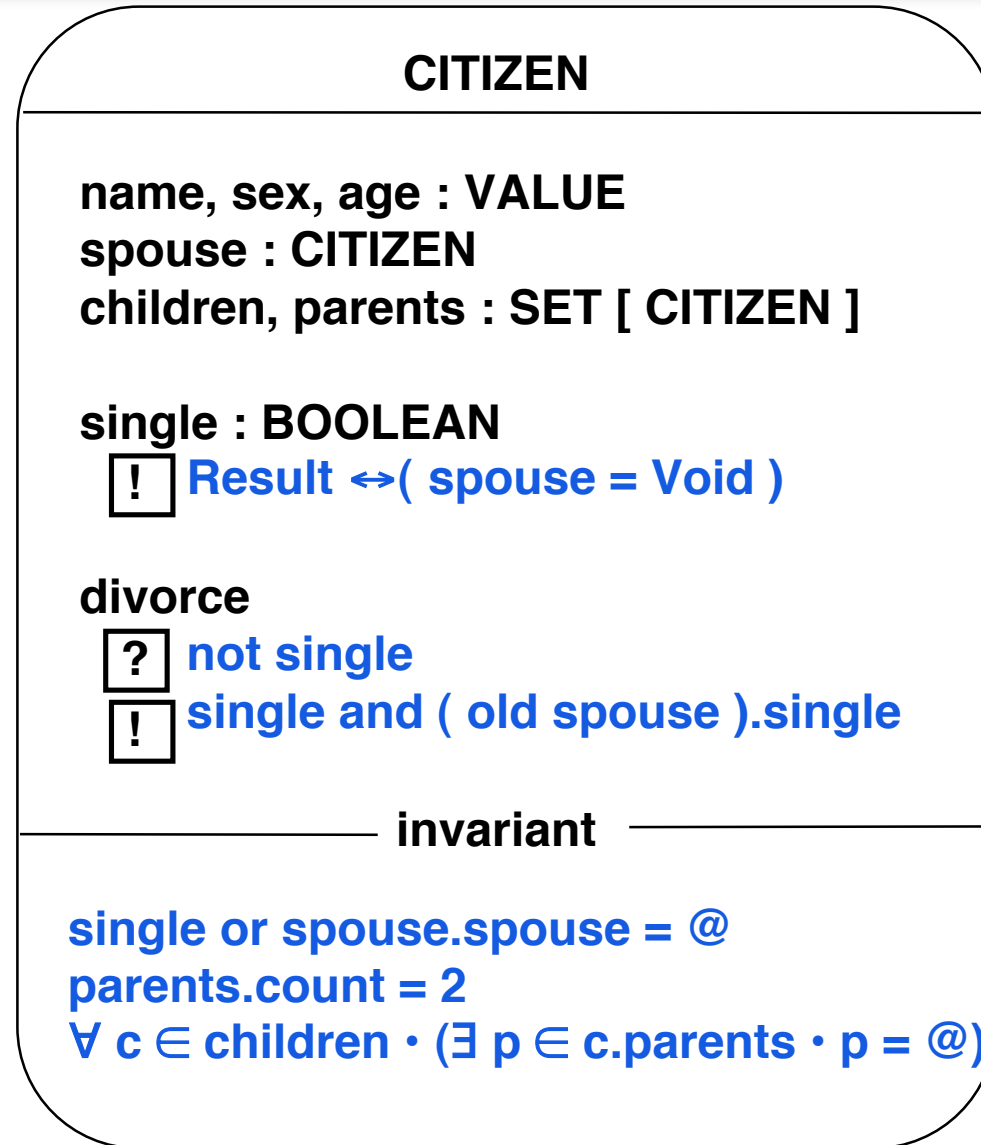 CITIZEN
name, sex, age : VALUE
spouse : CITIZEN
children, parents : SET [ CITIZEN ]
single : BOOLEAN
! Result ↔( spouse = Void )
divorce
? not single
! single and ( old spouse ).single
invariant
single or spouse.spouse = @
parents.count = 2
∀ c ∈ children · (∃ p ∈ c.parents · p = @)